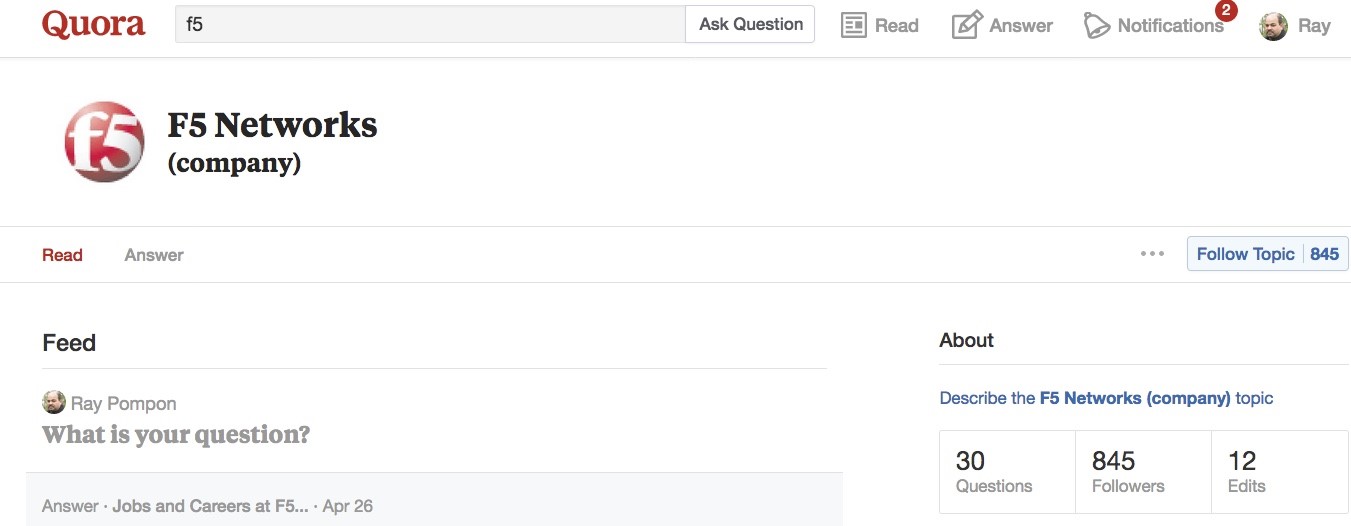 Quora
f5
Ask Question
Read
Answer
Notifications
2
Ray
f5
F5 Networks
(company)
Read
Answer
Follow Topic 845
Feed
Ray Pompon
What is your question?
Answer · Jobs and Careers at F5... · Apr 26
About
Describe the F5 Networks (company) topic
30
Questions
845
Followers
12
Edits